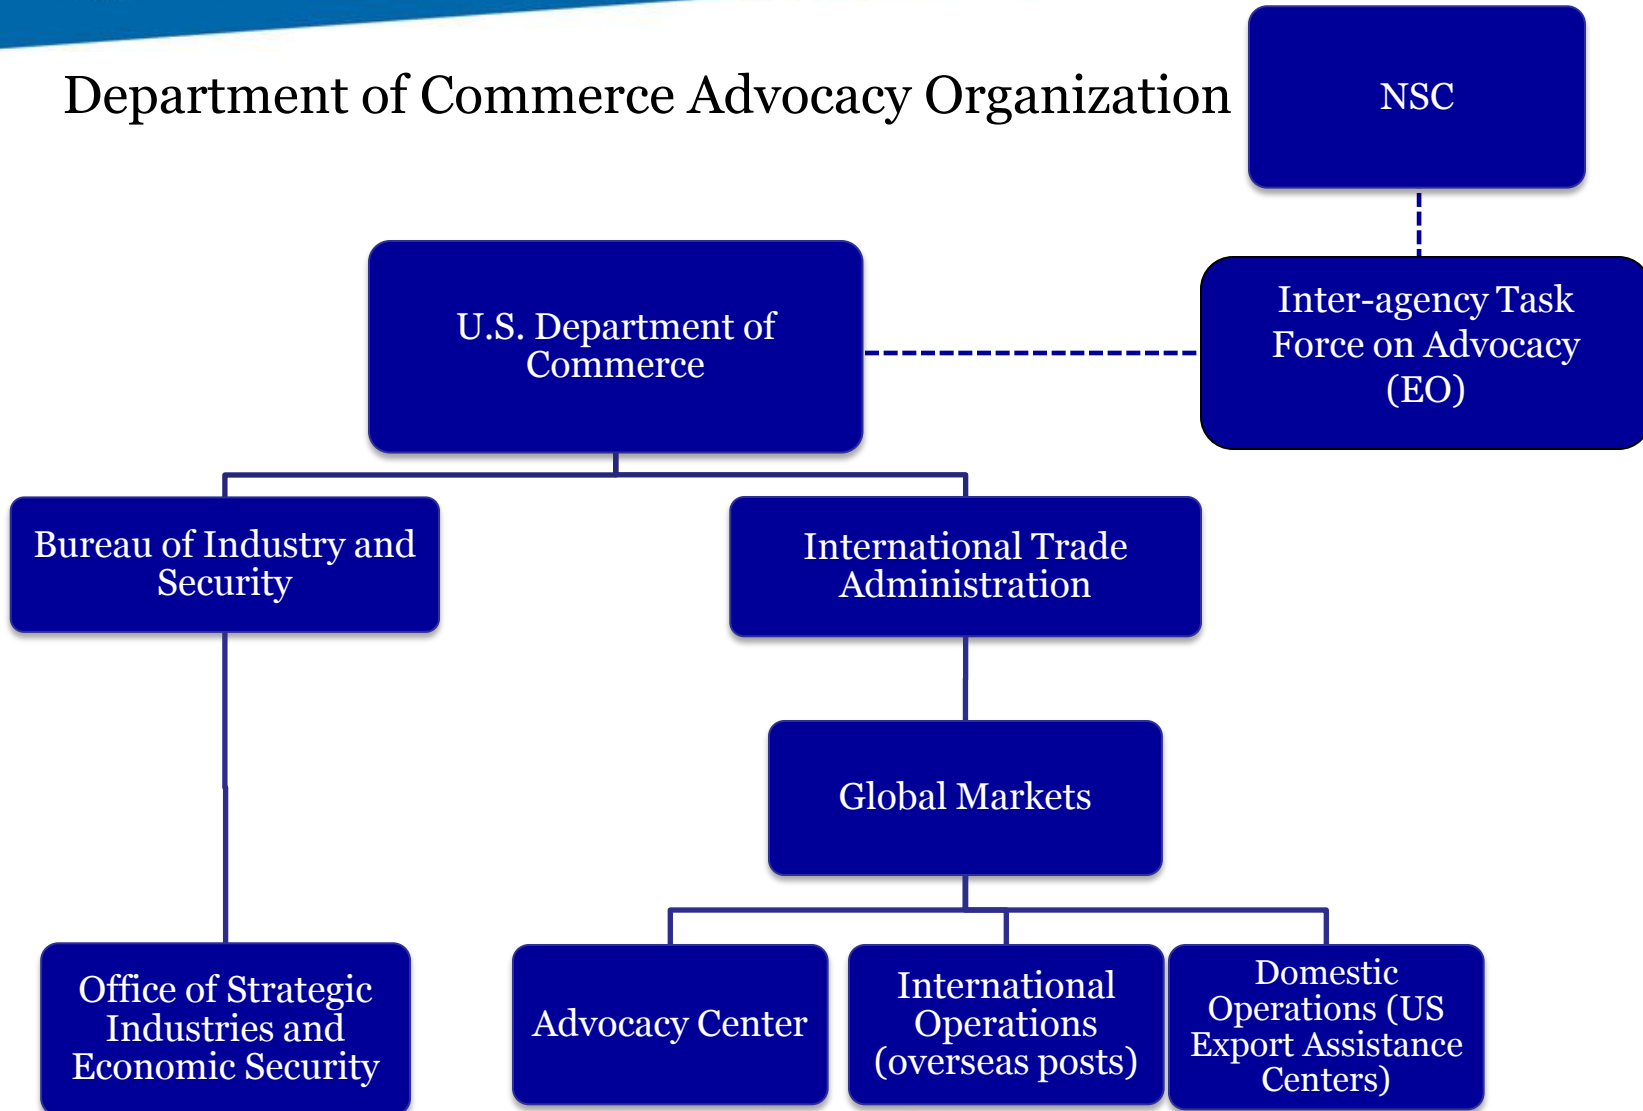 Department of Commerce Advocacy Organization
NSC
U.S. Department of
Commerce
Inter-agency Task
Force on Advocacy
(EO)
Bureau of Industry and
Security
International Trade
Administration
Global Markets
Office of Strategic
Industries and
Economic Security
Advocacy Center
International
Operations
(overseas posts)
Domestic
Operations (US
Export Assistance
Centers)